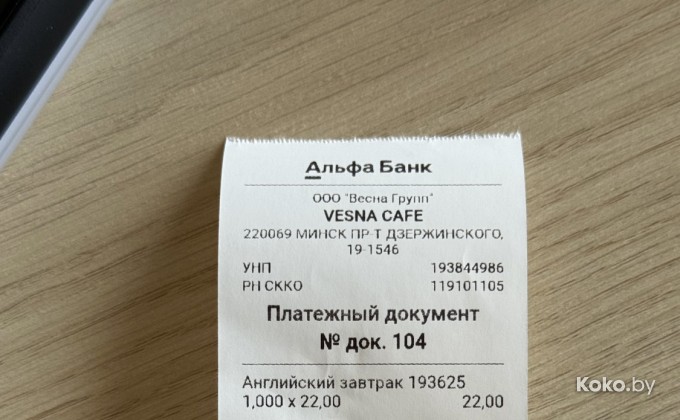 Альфа Банк
ООО "Весна Групп"
VESNA CAFE
220069 МИНСК ПР-Т ДЗЕРЖИНСКОГО,
19-1546
УНП 193844986
РН СККО 119101105
Платежный документ
№ док. 104
Английский завтрак 193625
1,000 x 22,00 22,00
Koko.by